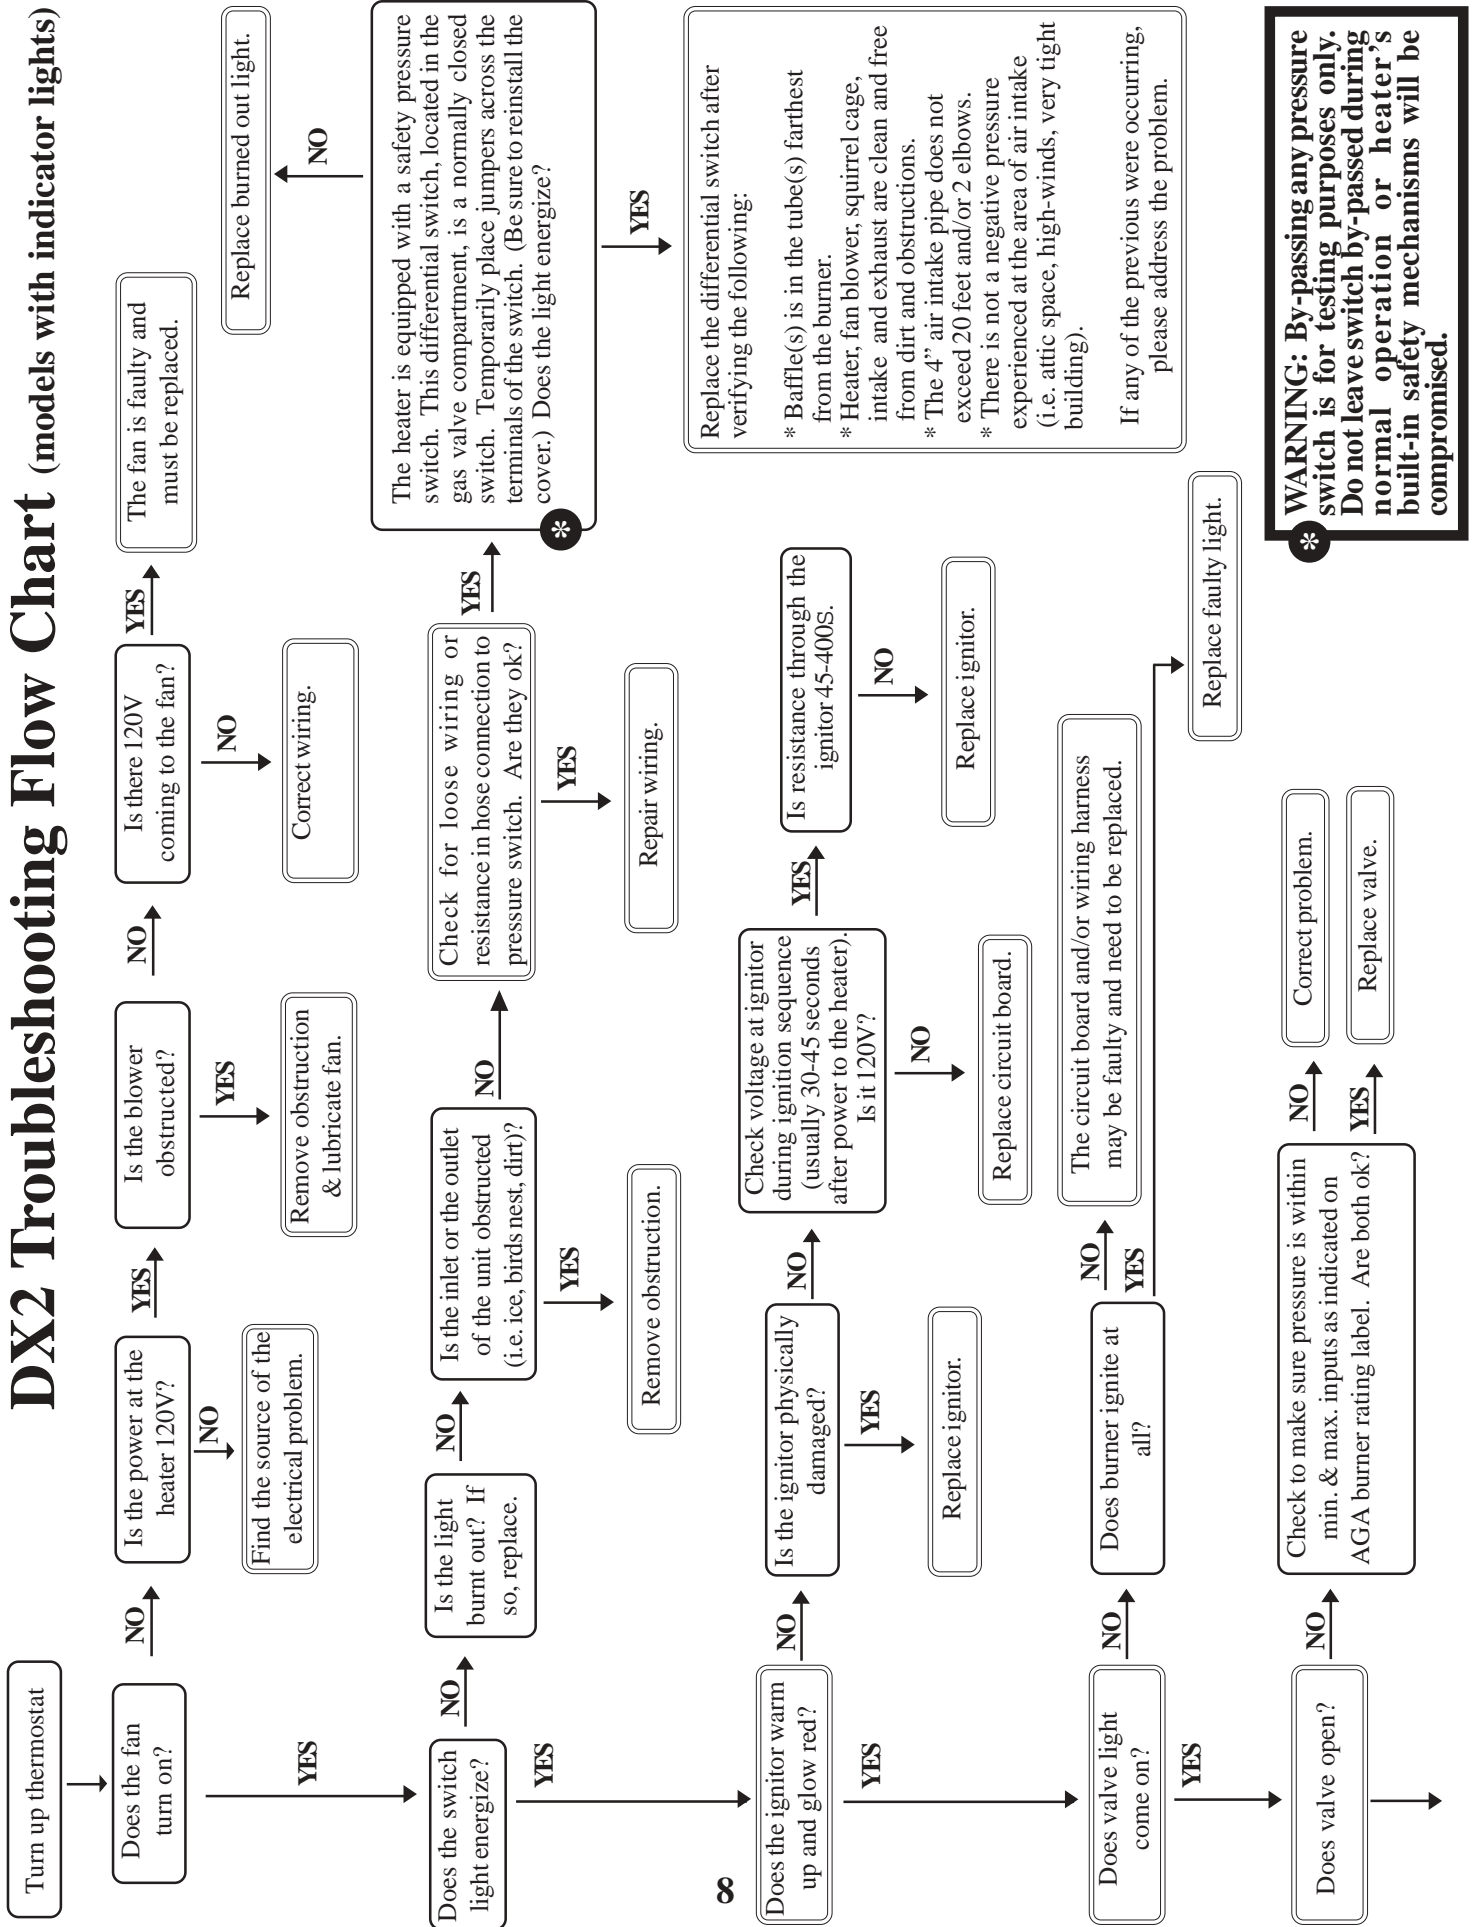 DX2 Troubleshooting Flow Chart (models with indicator lights)
Turn up thermostat
Does the fan
turn on?
NO
Is the power at the
heater 120V?
NO
Find the source of the
electrical problem.
YES
Is the blower
obstructed?
YES
Remove obstruction
& lubricate fan.
NO
Is there 120V
coming to the fan?
NO
Correct wiring.
YES
The fan is faulty and
must be replaced.
YES
Does the switch
light energize?
NO
Is the light
burnt out? If
so, replace.
NO
Is the inlet or the outlet
of the unit obstructed
(i.e. ice, birds nest, dirt)?
YES
Remove obstruction.
NO
Check for loose wiring or
resistance in hose connection to
pressure switch. Are they ok?
YES
Repair wiring.
YES
The heater is equipped with a safety pressure
switch. This differential switch, located in the
gas valve compartment, is a normally closed
switch. Temporarily place jumpers across the
terminals of the switch. (Be sure to reinstall the
cover.) Does the light energize?
*
NO
Replace burned out light.
YES
Replace the differential switch after
verifying the following:
* Baffle(s) is in the tube(s) farthest
from the burner.
* Heater, fan blower, squirrel cage,
intake and exhaust are clean and free
from dirt and obstructions.
* The 4” air intake pipe does not
exceed 20 feet and/or 2 elbows.
* There is not a negative pressure
experienced at the area of air intake
(i.e. attic space, high-winds, very tight
building).
If any of the previous were occurring,
please address the problem.
YES
Does the ignitor warm
up and glow red?
NO
Is the ignitor physically
damaged?
YES
Replace ignitor.
NO
Check voltage at ignitor
during ignition sequence
(usually 30-45 seconds
after power to the heater).
Is it 120V?
NO
Replace circuit board.
YES
Is resistance through the
ignitor 45-400S.
NO
Replace ignitor.
YES
Does valve light
come on?
NO
Does burner ignite at
all?
NO
The circuit board and/or wiring harness
may be faulty and need to be replaced.
YES
Replace faulty light.
YES
Does valve open?
NO
Check to make sure pressure is within
min. & max. inputs as indicated on
AGA burner rating label. Are both ok?
NO
Correct problem.
YES
Replace valve.
*
WARNING: By-passing any pressure
switch is for testing purposes only.
Do not leave switch by-passed during
normal operation or heater’s
built-in safety mechanisms will be
compromised.
8